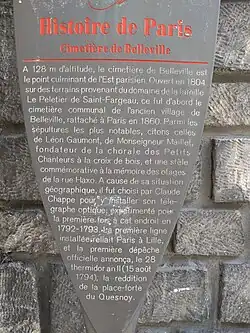 Histoire de Paris
Cimetière de Belleville
A 128 m d'altitude, le cimetière de Belleville est
le point culminant de l'Est parisien. Ouvert en 1804
sur des terrains provenant du domaine de la famille
Le Peletier de Saint-Fargeau, ce fut d'abord le
cimetière communal de l'ancien village de
Belleville, rattaché à Paris en 1860. Parmi les
sépultures les plus notables, citons celles
de Léon Gaumont, de Monseigneur Maillet,
fondateur de la chorale des Petits
Chanteurs à la croix de bois, et une stèle
commémorative à la mémoire des otages
de la rue Haxo. A cause de sa situation
géographique, il fut choisi par Claude
Chappe pour y installer son télé-
graphe optique, expérimenté pour
la première fois à cet endroit en
1792-1793. La première ligne
installée reliait Paris à Lille,
et la première dépêche
officielle annonça, le 28
thermidor an II (15 août
1794), la reddition
de la place-forte
du Quesnoy.